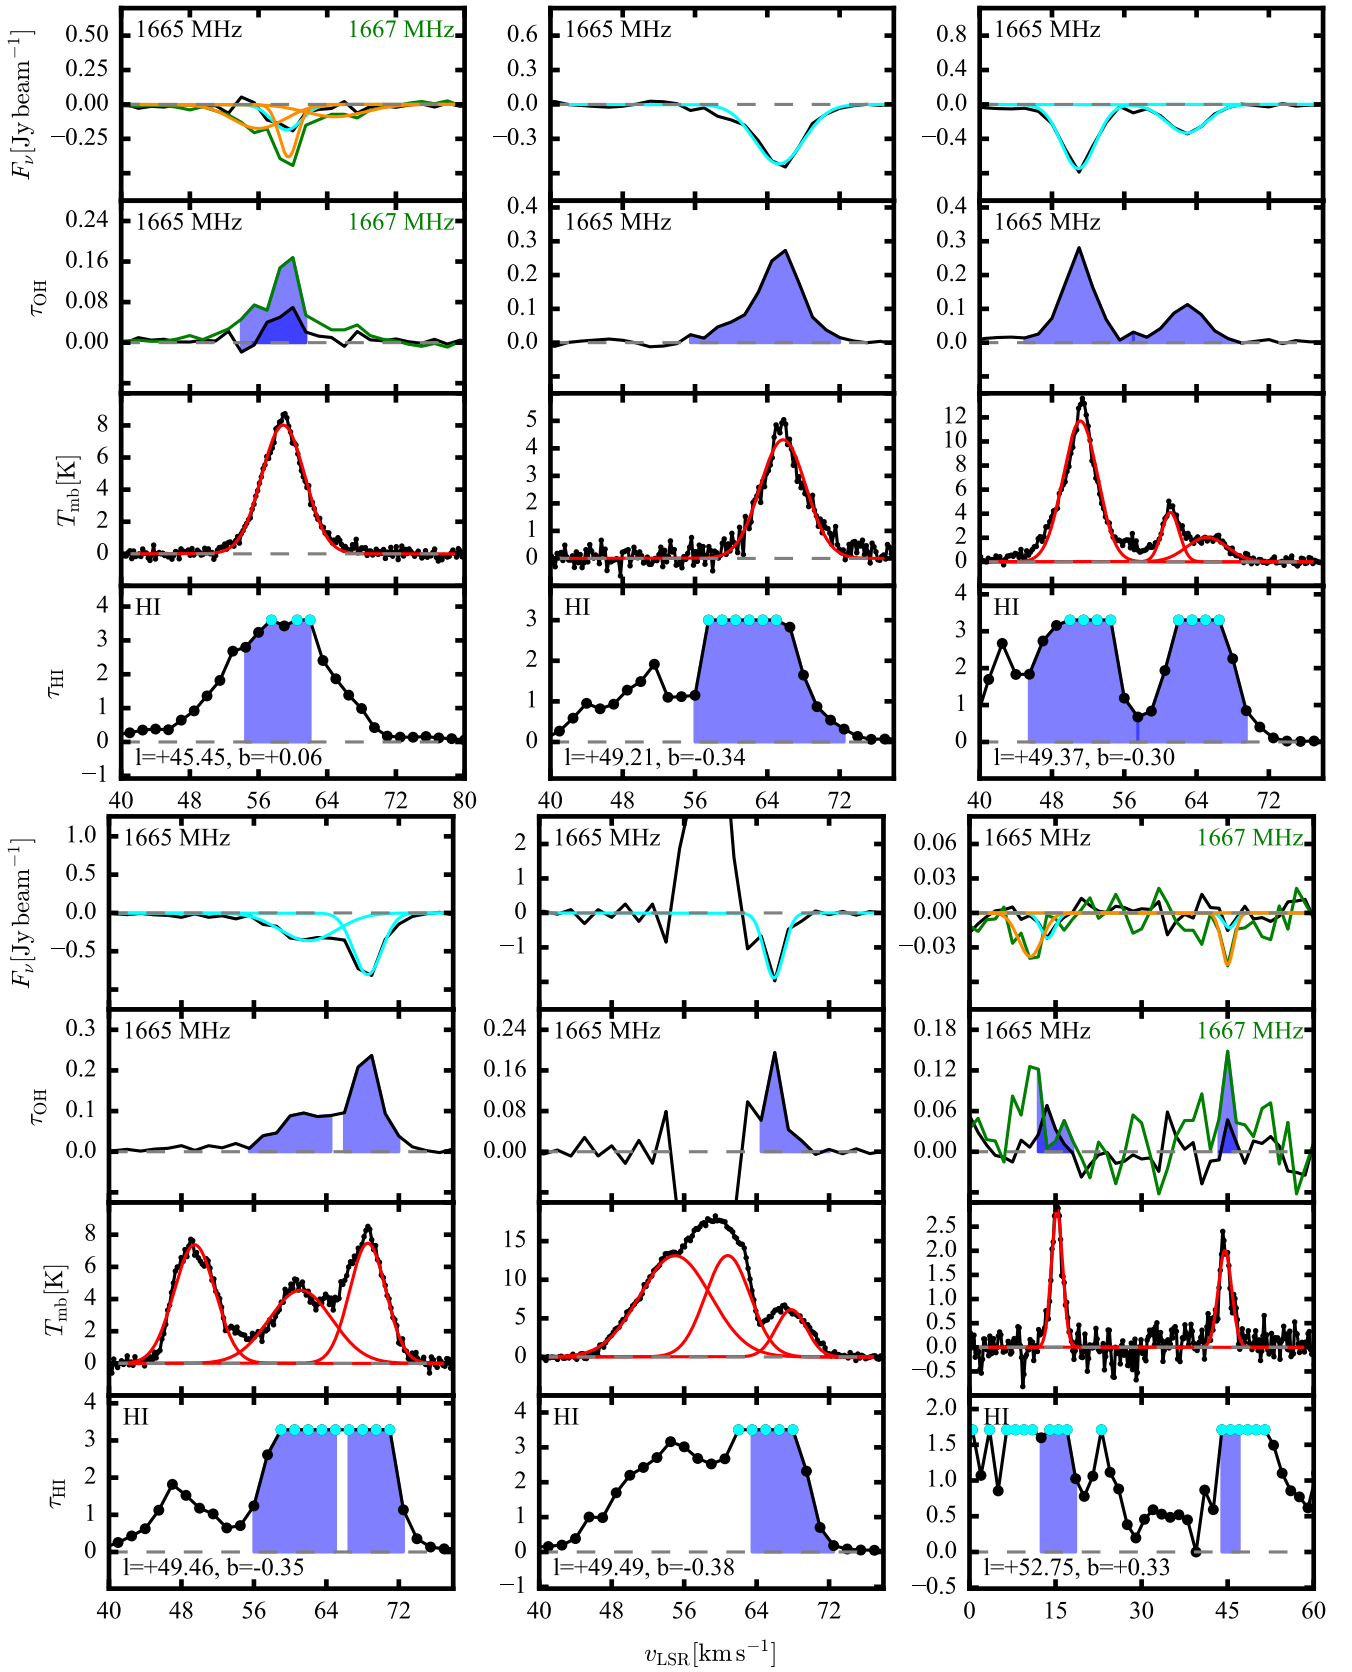 1665 MHz 1667 MHz
0.50
0.25
0.00
−0.25
F_ν [Jy beam⁻¹]
1665 MHz
0.6
0.3
0.0
−0.3
1665 MHz
0.8
0.4
0.0
−0.4
1665 MHz 1667 MHz
0.24
0.16
0.08
0.00
τ_OH
1665 MHz
0.4
0.3
0.2
0.1
0.0
1665 MHz
0.4
0.3
0.2
0.1
0.0
8
6
4
2
0
T_mb [K]
5
4
3
2
1
0
12
10
8
6
4
2
0
HI
4
3
2
1
0
−1
τ_HI
l=+45.45, b=+0.06
40 48 56 64 72 80
HI
3
2
1
0
l=+49.21, b=-0.34
40 48 56 64 72
HI
4
3
2
1
0
l=+49.37, b=-0.30
40 48 56 64 72
1665 MHz
1.0
0.5
0.0
−0.5
F_ν [Jy beam⁻¹]
1665 MHz
2
1
0
−1
1665 MHz 1667 MHz
0.06
0.03
0.00
−0.03
1665 MHz
0.3
0.2
0.1
0.0
τ_OH
1665 MHz
0.24
0.16
0.08
0.00
1665 MHz 1667 MHz
0.18
0.12
0.06
0.00
8
6
4
2
0
T_mb [K]
15
10
5
0
2.5
2.0
1.5
1.0
0.5
0.0
−0.5
HI
4
3
2
1
0
τ_HI
l=+49.46, b=-0.35
40 48 56 64 72
HI
4
3
2
1
0
−1
l=+49.49, b=-0.38
40 48 56 64 72
HI
2.0
1.5
1.0
0.5
0.0
−0.5
l=+52.75, b=+0.33
0 15 30 45 60
v_LSR [km s⁻¹]